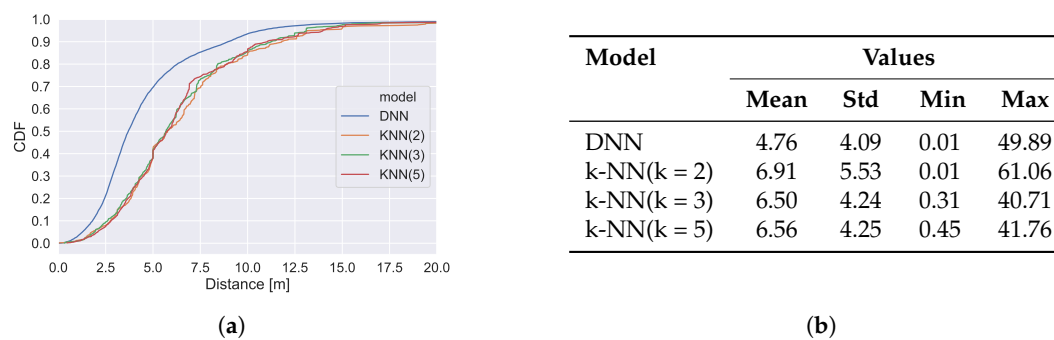 1.0
0.9
0.8
0.7
0.6
0.5
0.4
0.3
0.2
0.1
0.0
CDF
model
DNN
KNN(2)
KNN(3)
KNN(5)
0.0 2.5 5.0 7.5 10.0 12.5 15.0 17.5 20.0
Distance [m]
(a)
Model Values
Mean Std Min Max
DNN 4.76 4.09 0.01 49.89
k-NN(k = 2) 6.91 5.53 0.01 61.06
k-NN(k = 3) 6.50 4.24 0.31 40.71
k-NN(k = 5) 6.56 4.25 0.45 41.76
(b)